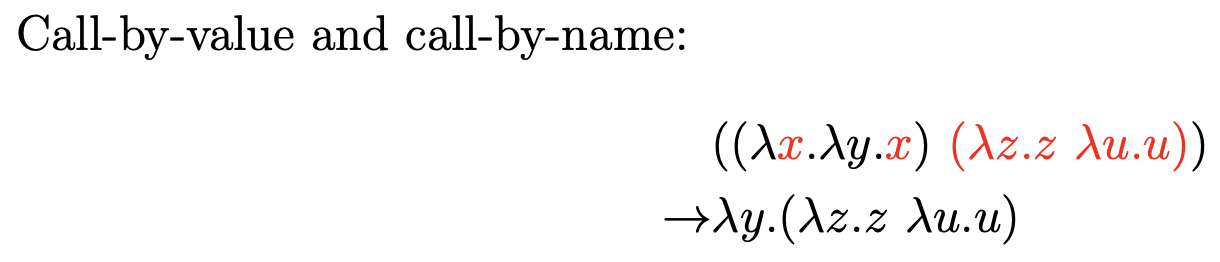 Call-by-value and call-by-name:
((λx.λy.x) (λz.z λu.u))
→λy.(λz.z λu.u)